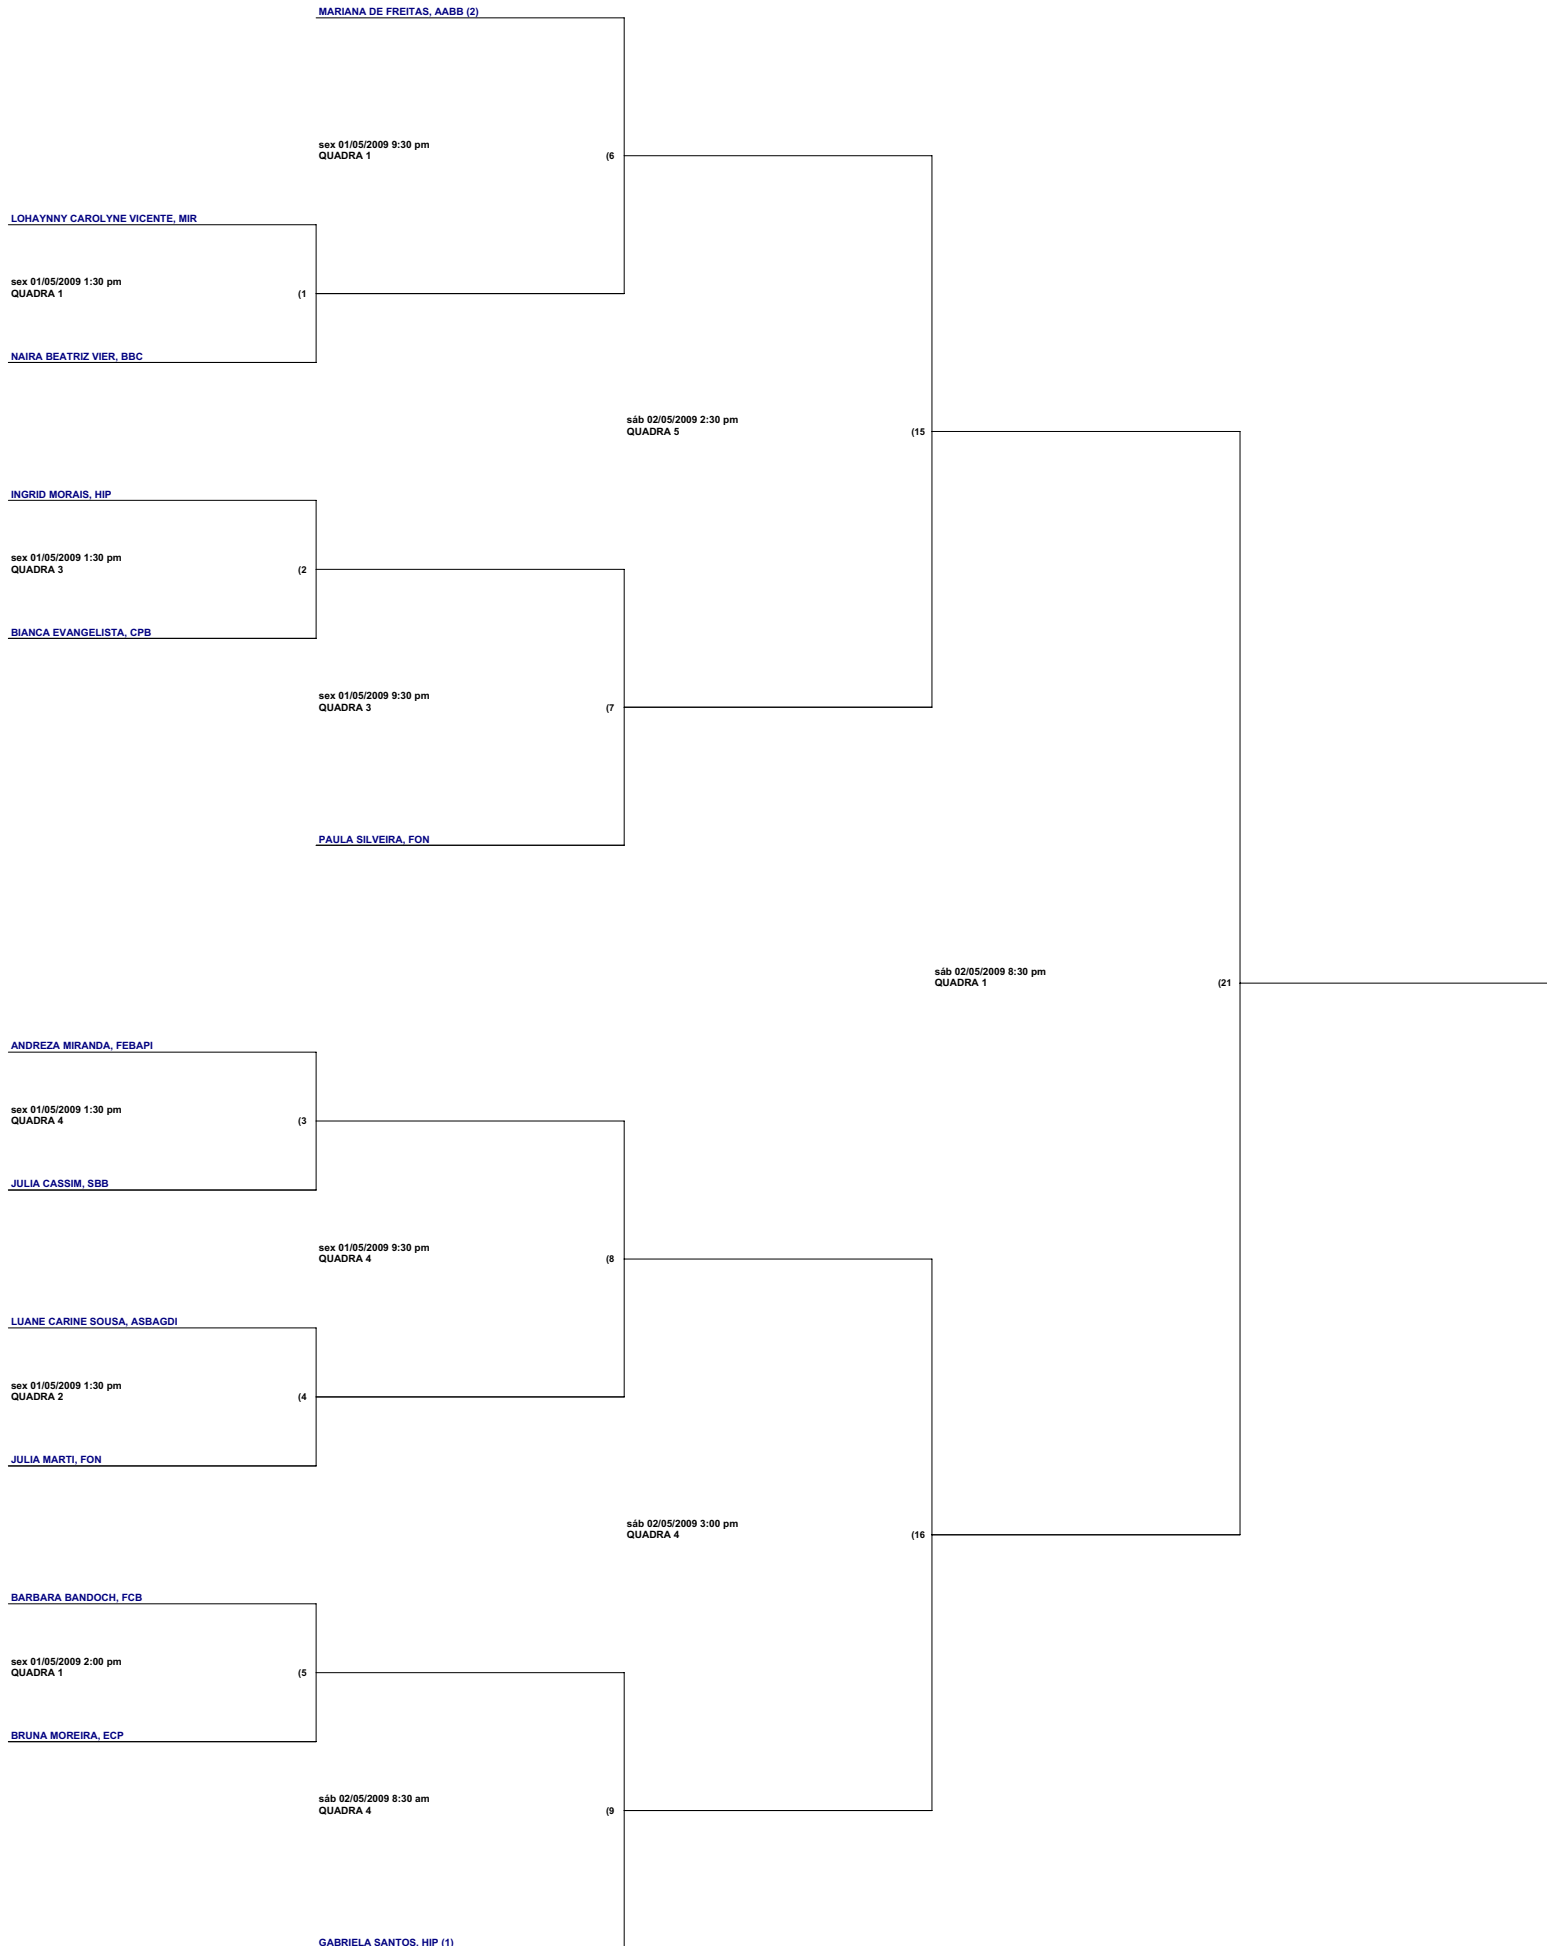 MARIANA DE FREITAS, AABB (2)
sex 01/05/2009 9:30 pm
QUADRA 1
(6
LOHAYNNY CAROLYNE VICENTE, MIR
sex 01/05/2009 1:30 pm
QUADRA 1
(1
NAIRA BEATRIZ VIER, BBC
sáb 02/05/2009 2:30 pm
QUADRA 5
(15
INGRID MORAIS, HIP
sex 01/05/2009 1:30 pm
QUADRA 3
(2
BIANCA EVANGELISTA, CPB
sex 01/05/2009 9:30 pm
QUADRA 3
(7
PAULA SILVEIRA, FON
sáb 02/05/2009 8:30 pm
QUADRA 1
(21
ANDREZA MIRANDA, FEBAPI
sex 01/05/2009 1:30 pm
QUADRA 4
(3
JULIA CASSIM, SBB
sex 01/05/2009 9:30 pm
QUADRA 4
(8
LUANE CARINE SOUSA, ASBAGDI
sex 01/05/2009 1:30 pm
QUADRA 2
(4
JULIA MARTI, FON
sáb 02/05/2009 3:00 pm
QUADRA 4
(16
BARBARA BANDOCH, FCB
sex 01/05/2009 2:00 pm
QUADRA 1
(5
BRUNA MOREIRA, ECP
sáb 02/05/2009 8:30 am
QUADRA 4
(9
GABRIELA SANTOS, HIP (1)